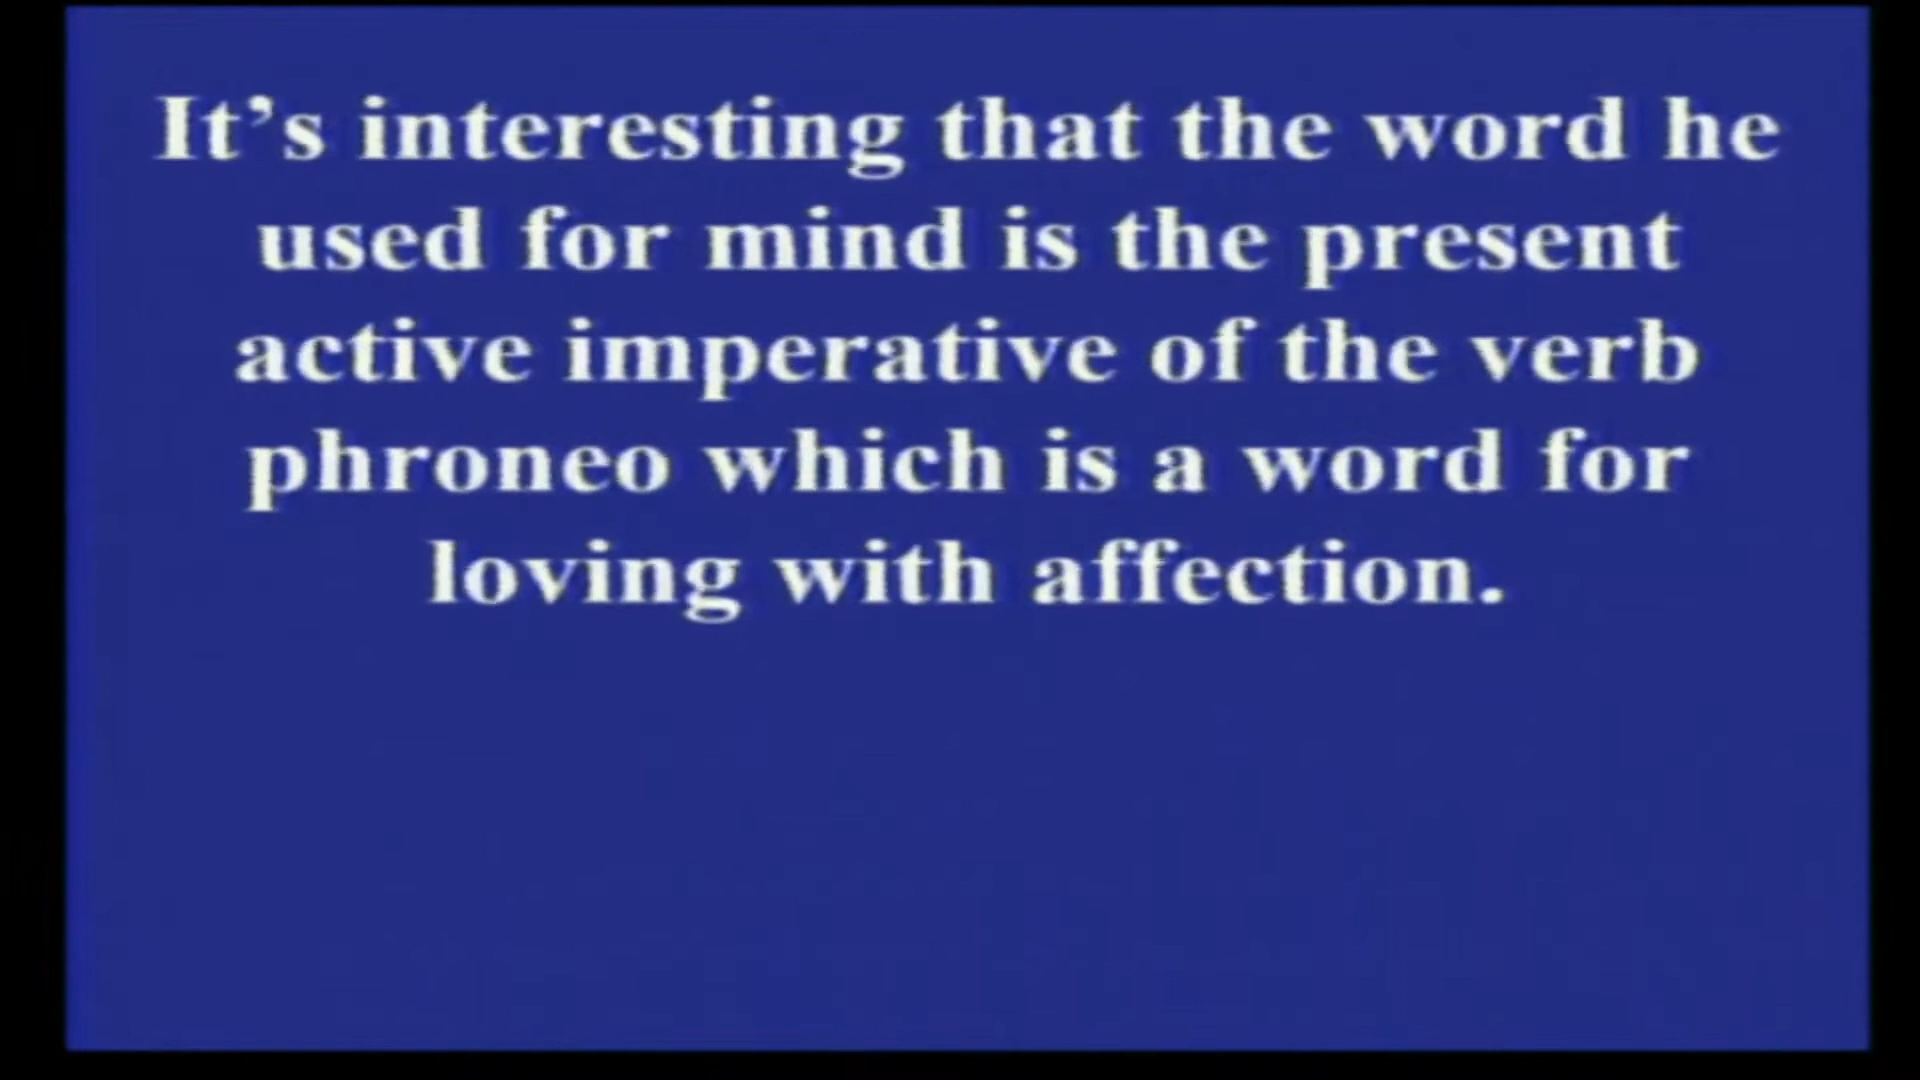 It’s interesting that the word he
used for mind is the present
active imperative of the verb
phroneo which is a word for
loving with affection.